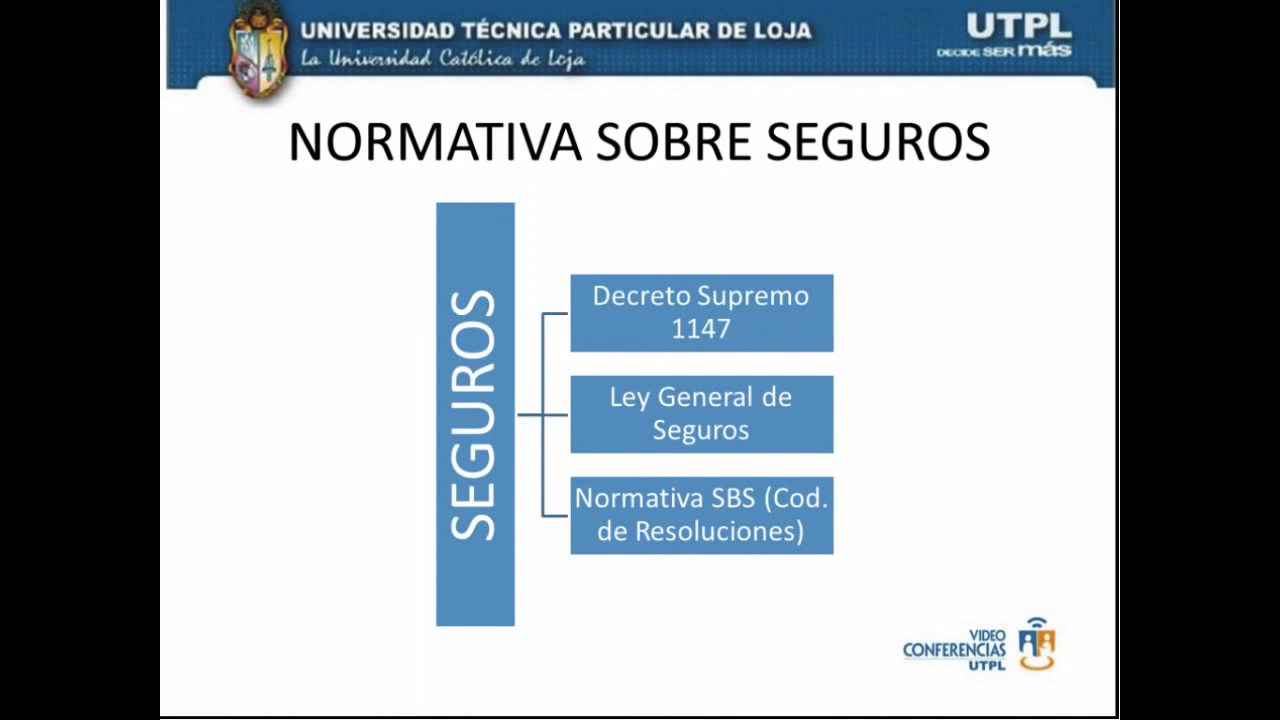 UNIVERSIDAD TÉCNICA PARTICULAR DE LOJA
La Universidad Católica de Loja
UTPL
DECIDE SER más
NORMATIVA SOBRE SEGUROS
SEGUROS
Decreto Supremo
1147
Ley General de
Seguros
Normativa SBS (Cod.
de Resoluciones)
VIDEO
CONFERENCIAS
UTPL